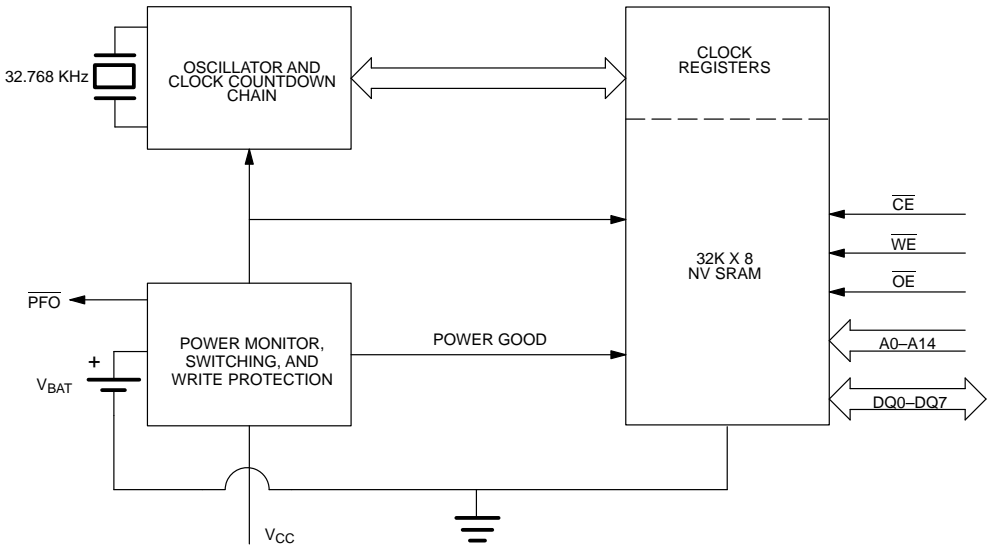 32.768 KHz
OSCILLATOR AND
CLOCK COUNTDOWN
CHAIN
CLOCK
REGISTERS
CE
WE
OE
32K X 8
NV SRAM
PFO
POWER MONITOR,
SWITCHING, AND
WRITE PROTECTION
POWER GOOD
A0–A14
DQ0–DQ7
+
VBAT
VCC